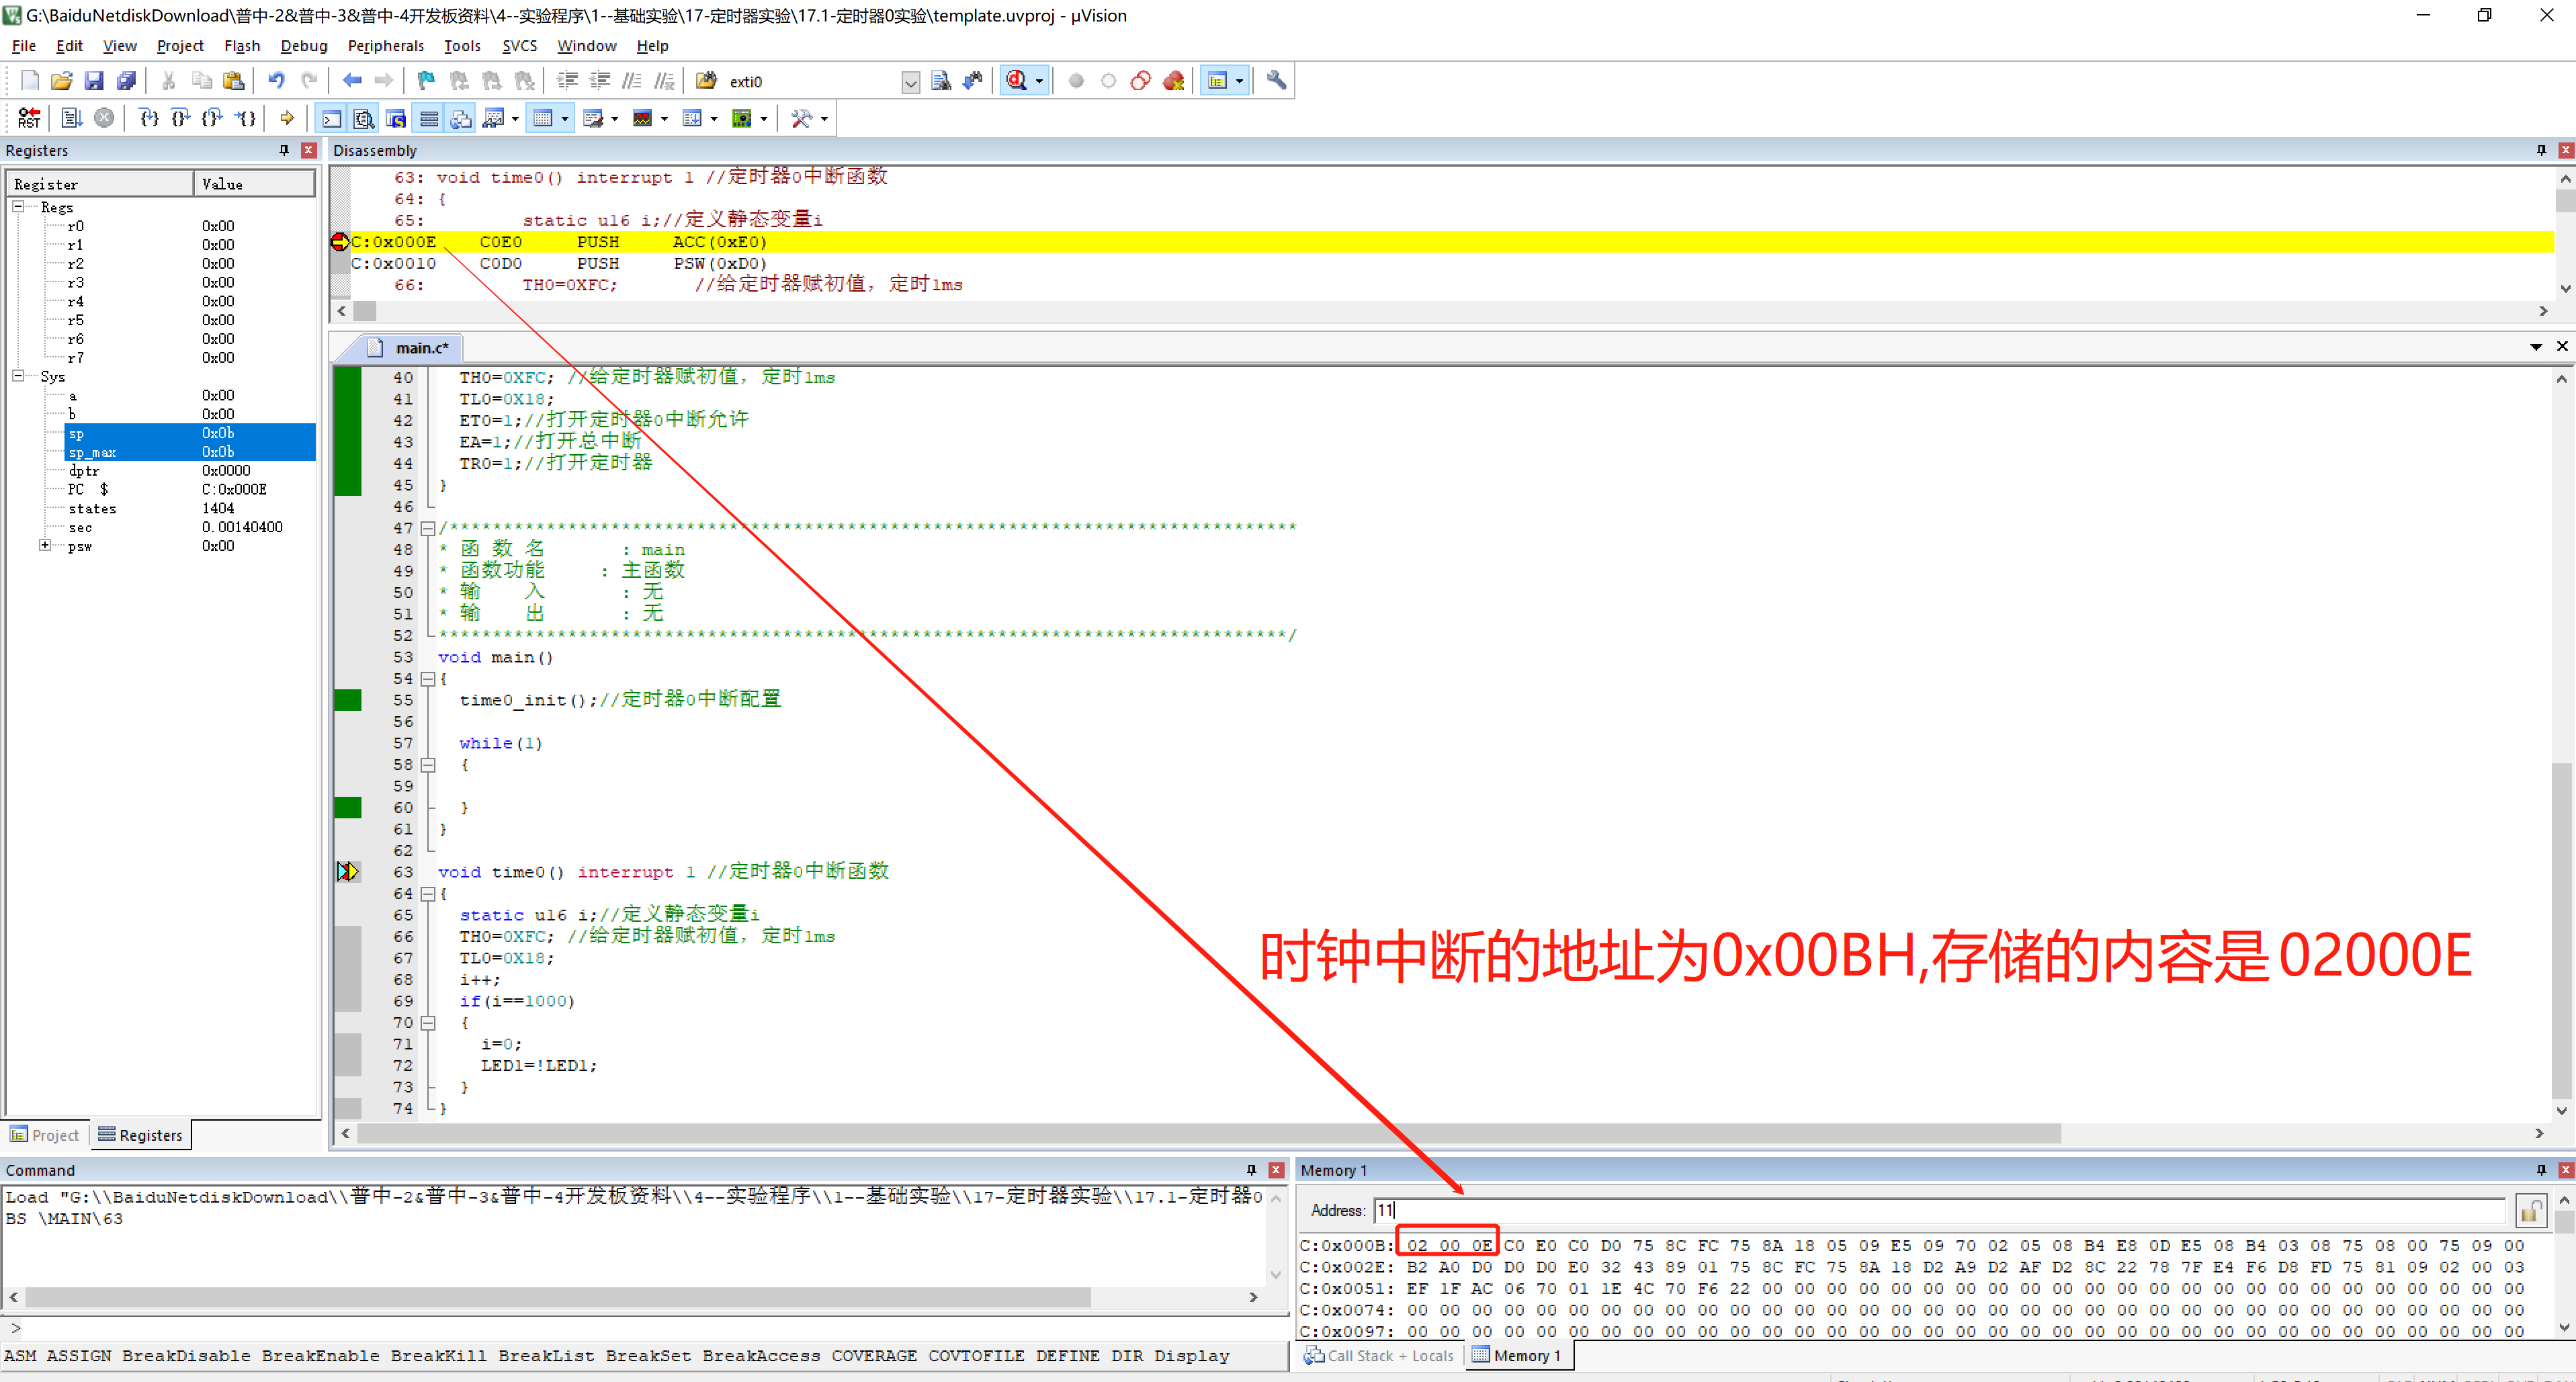 G:\BaiduNetdiskDownload\普中-2&普中-3&普中-4开发板资料\4--实验程序\1--基础实验\17-定时器实验\17.1-定时器0实验\template.uvproj - µVision
File Edit View Project Flash Debug Peripherals Tools SVCS Window Help
exti0
RST
Registers
Register Value
Regs
r0 0x00
r1 0x00
r2 0x00
r3 0x00
r4 0x00
r5 0x00
r6 0x00
r7 0x00
Sys
a 0x00
b 0x00
sp 0x0b
sp_max 0x0b
dptr 0x0000
PC $ C:0x000E
states 1404
sec 0.00140400
psw 0x00
Project Registers
Disassembly
63: void time0() interrupt 1 //定时器0中断函数
64: {
65: static u16 i;//定义静态变量i
C:0x000E C0E0 PUSH ACC(0xE0)
C:0x0010 C0D0 PUSH PSW(0xD0)
66: TH0=0XFC; //给定时器赋初值，定时1ms
main.c*
40 TH0=0XFC; //给定时器赋初值，定时1ms
41 TL0=0X18;
42 ET0=1;//打开定时器0中断允许
43 EA=1;//打开总中断
44 TR0=1;//打开定时器
45 }
46
47 /*******************************************************************************
48 * 函 数 名 : main
49 * 函数功能 : 主函数
50 * 输 入 : 无
51 * 输 出 : 无
52 *******************************************************************************/
53 void main()
54 {
55 time0_init();//定时器0中断配置
56
57 while(1)
58 {
59
60 }
61 }
62
63 void time0() interrupt 1 //定时器0中断函数
64 {
65 static u16 i;//定义静态变量i
66 TH0=0XFC; //给定时器赋初值，定时1ms
67 TL0=0X18;
68 i++;
69 if(i==1000)
70 {
71 i=0;
72 LED1=!LED1;
73 }
74 }
时钟中断的地址为0x00BH,存储的内容是02000E
Command
Load "G:\\BaiduNetdiskDownload\\普中-2&普中-3&普中-4开发板资料\\4--实验程序\\1--基础实验\\17-定时器实验\\17.1-定时器0
BS \MAIN\63
>
ASM ASSIGN BreakDisable BreakEnable BreakKill BreakList BreakSet BreakAccess COVERAGE COVTOFILE DEFINE DIR Display
Memory 1
Address: 11
C:0x000B: 02 00 0E C0 E0 C0 D0 75 8C FC 75 8A 18 05 09 E5 09 70 02 05 08 B4 E8 0D E5 08 B4 03 08 75 08 00 75 09 00
C:0x002E: B2 A0 D0 D0 D0 E0 32 43 89 01 75 8C FC 75 8A 18 D2 A9 D2 AF D2 8C 22 78 7F E4 F6 D8 FD 75 81 09 02 00 03
C:0x0051: EF 1F AC 06 70 01 1E 4C 70 F6 22 00 00 00 00 00 00 00 00 00 00 00 00 00 00 00 00 00 00 00 00 00 00 00 00
C:0x0074: 00 00 00 00 00 00 00 00 00 00 00 00 00 00 00 00 00 00 00 00 00 00 00 00 00 00 00 00 00 00 00 00 00 00 00
C:0x0097: 00 00 00 00 00 00 00 00 00 00 00 00 00 00 00 00 00 00 00 00 00 00 00 00 00 00 00 00 00 00 00 00 00 00 00
Call Stack + Locals Memory 1